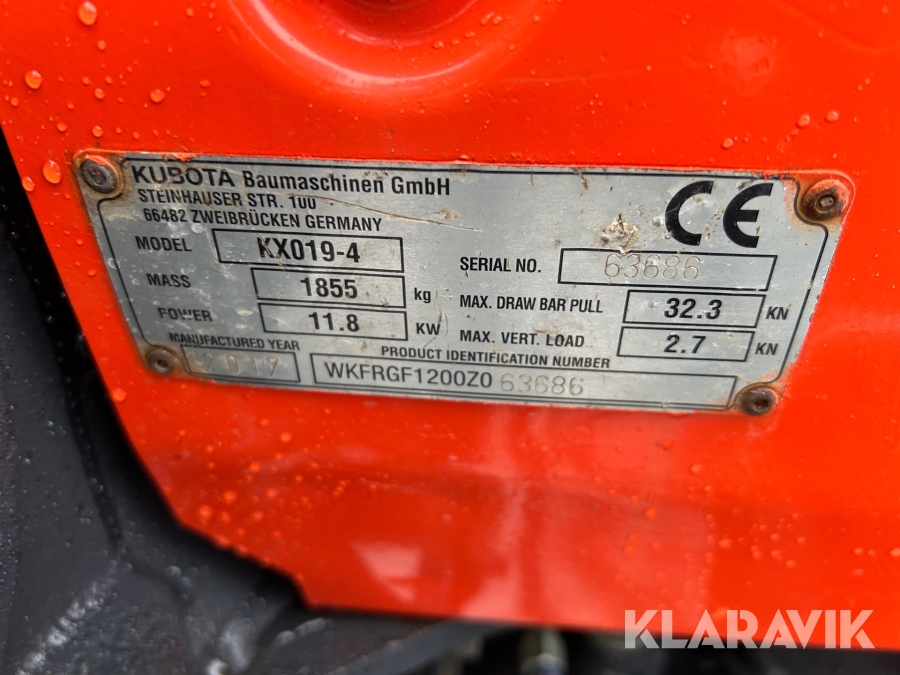 KUBOTA Baumaschinen GmbH
STEINHAUSER STR. 100
66482 ZWEIBRÜCKEN GERMANY
CE
MODEL KX019-4
MASS 1855 kg
POWER 11.8 KW
MANUFACTURED YEAR
2017
SERIAL NO. 63686
MAX. DRAW BAR PULL 32.3 KN
MAX. VERT. LOAD 2.7 KN
PRODUCT IDENTIFICATION NUMBER
WKFRGF1200Z0 63686
KLARAVIK